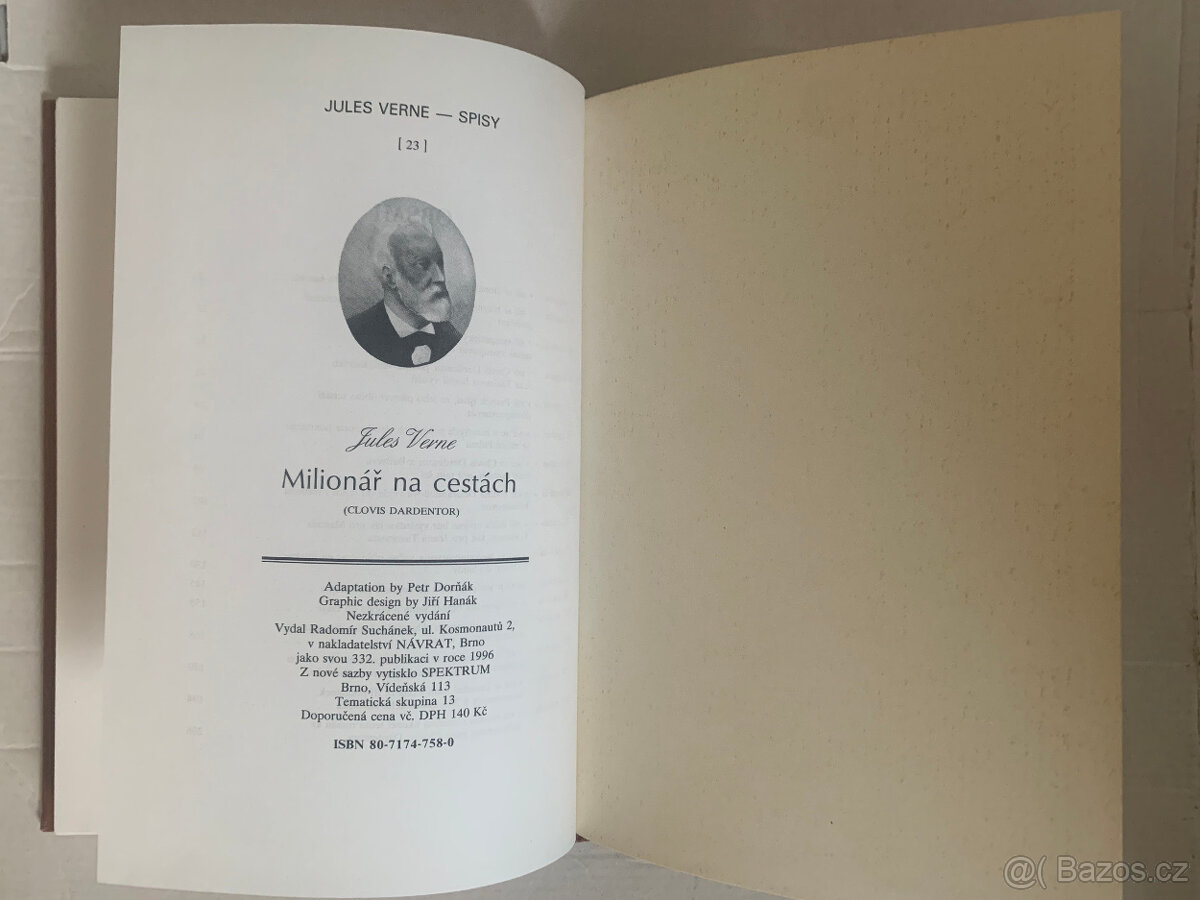 JULES VERNE — SPISY
[ 23 ]
Jules Verne
Milionář na cestách
(CLOVIS DARDENTOR)
Adaptation by Petr Dorňák
Graphic design by Jiří Hanák
Nezkrácené vydání
Vydal Radomír Suchánek, ul. Kosmonautů 2,
v nakladatelství NÁVRAT, Brno
jako svou 332. publikaci v roce 1996
Z nové sazby vytisklo SPEKTRUM
Brno, Vídeňská 113
Tematická skupina 13
Doporučená cena vč. DPH 140 Kč
ISBN 80-7174-758-0
@( Bazos.cz